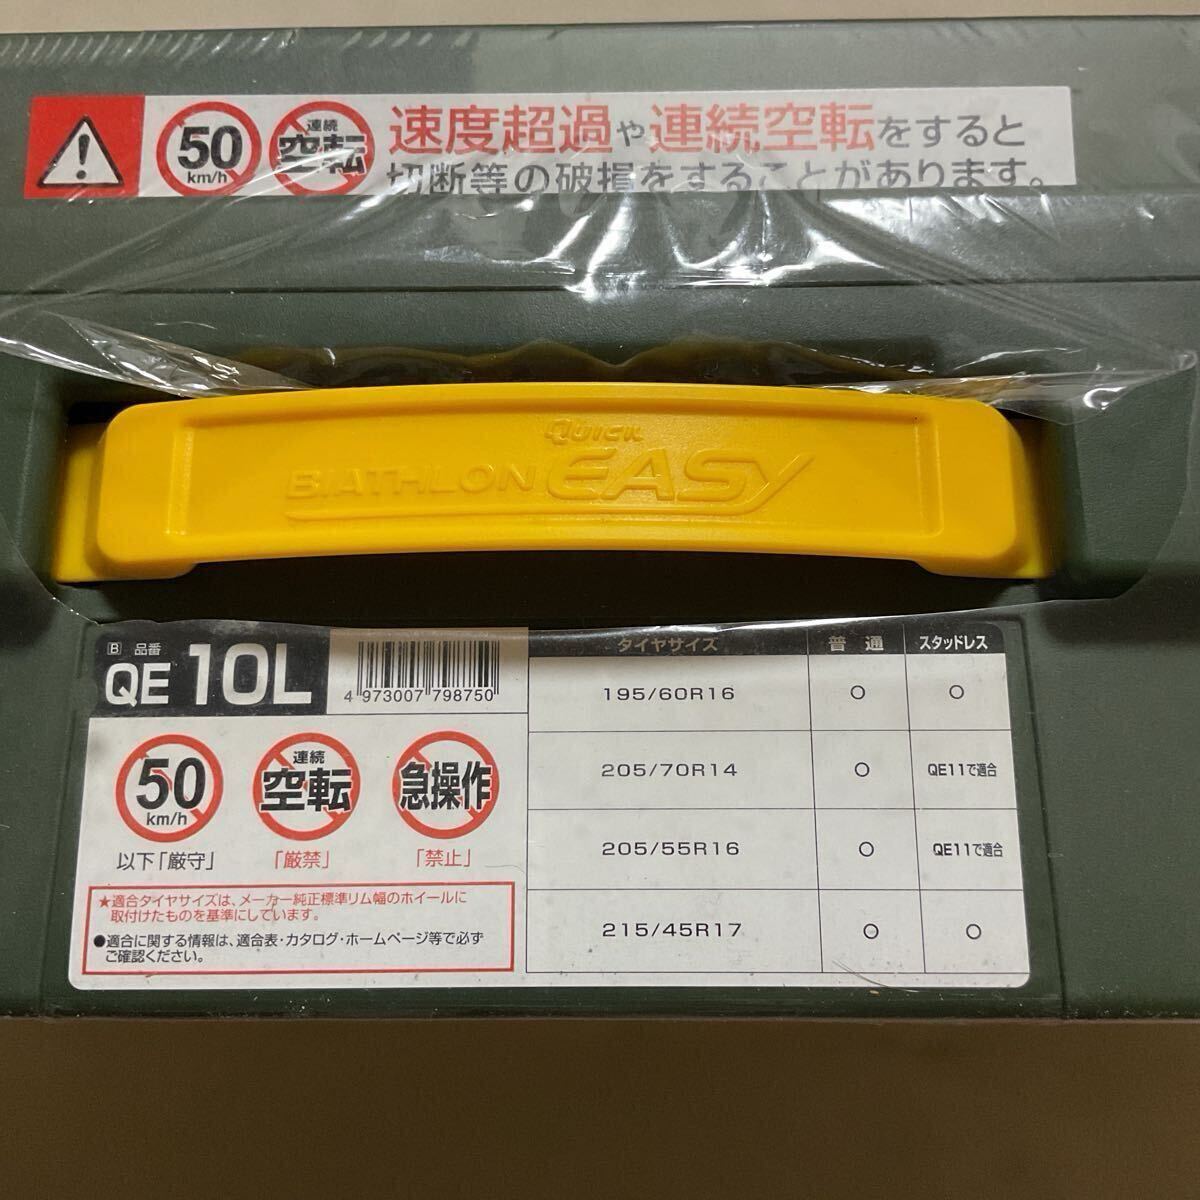 50
km/h
連続
空転
速度超過や連続空転をすると
切断等の破損をすることがあります。
QUICK
BIATHLON EASY
B 品番
QE 10L
4 973007 798750
50
km/h
以下「厳守」
連続
空転
「厳禁」
急操作
「禁止」
★適合タイヤサイズは、メーカー純正標準リム幅のホイールに
取付けたものを基準にしています。
●適合に関する情報は、適合表・カタログ・ホームページ等で必ず
ご確認ください。
タイヤサイズ 普通 スタッドレス
195/60R16 ○ ○
205/70R14 ○ QE11で適合
205/55R16 ○ QE11で適合
215/45R17 ○ ○